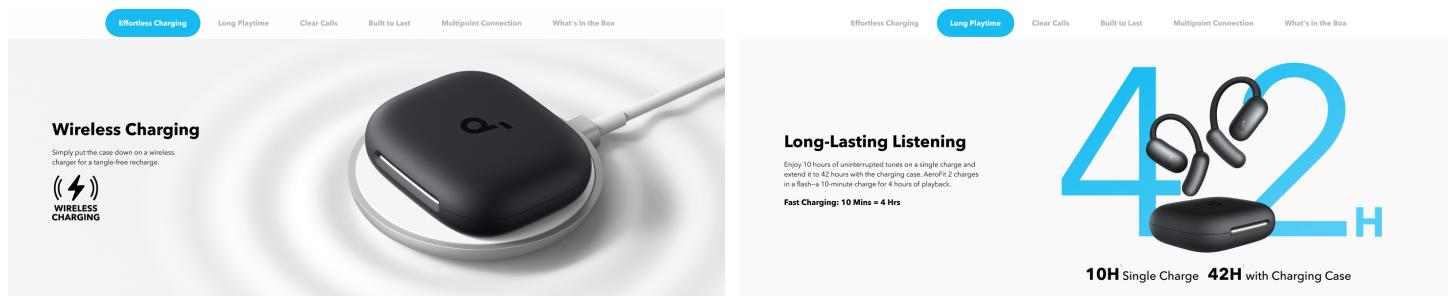 Effortless Charging
Long Playtime
Clear Calls
Built to Last
Multipoint Connection
What's in the Box
Wireless Charging
Simply put the case down on a wireless
charger for a tangle-free recharge.
WIRELESS
CHARGING
Effortless Charging
Long Playtime
Clear Calls
Built to Last
Multipoint Connection
What's in the Box
Long-Lasting Listening
Enjoy 10 hours of uninterrupted tunes on a single charge and
extend it to 42 hours with the charging case. AeroFit 2 charges
in a flash—a 10-minute charge for 4 hours of playback.
Fast Charging: 10 Mins = 4 Hrs
42H
10H Single Charge 42H with Charging Case